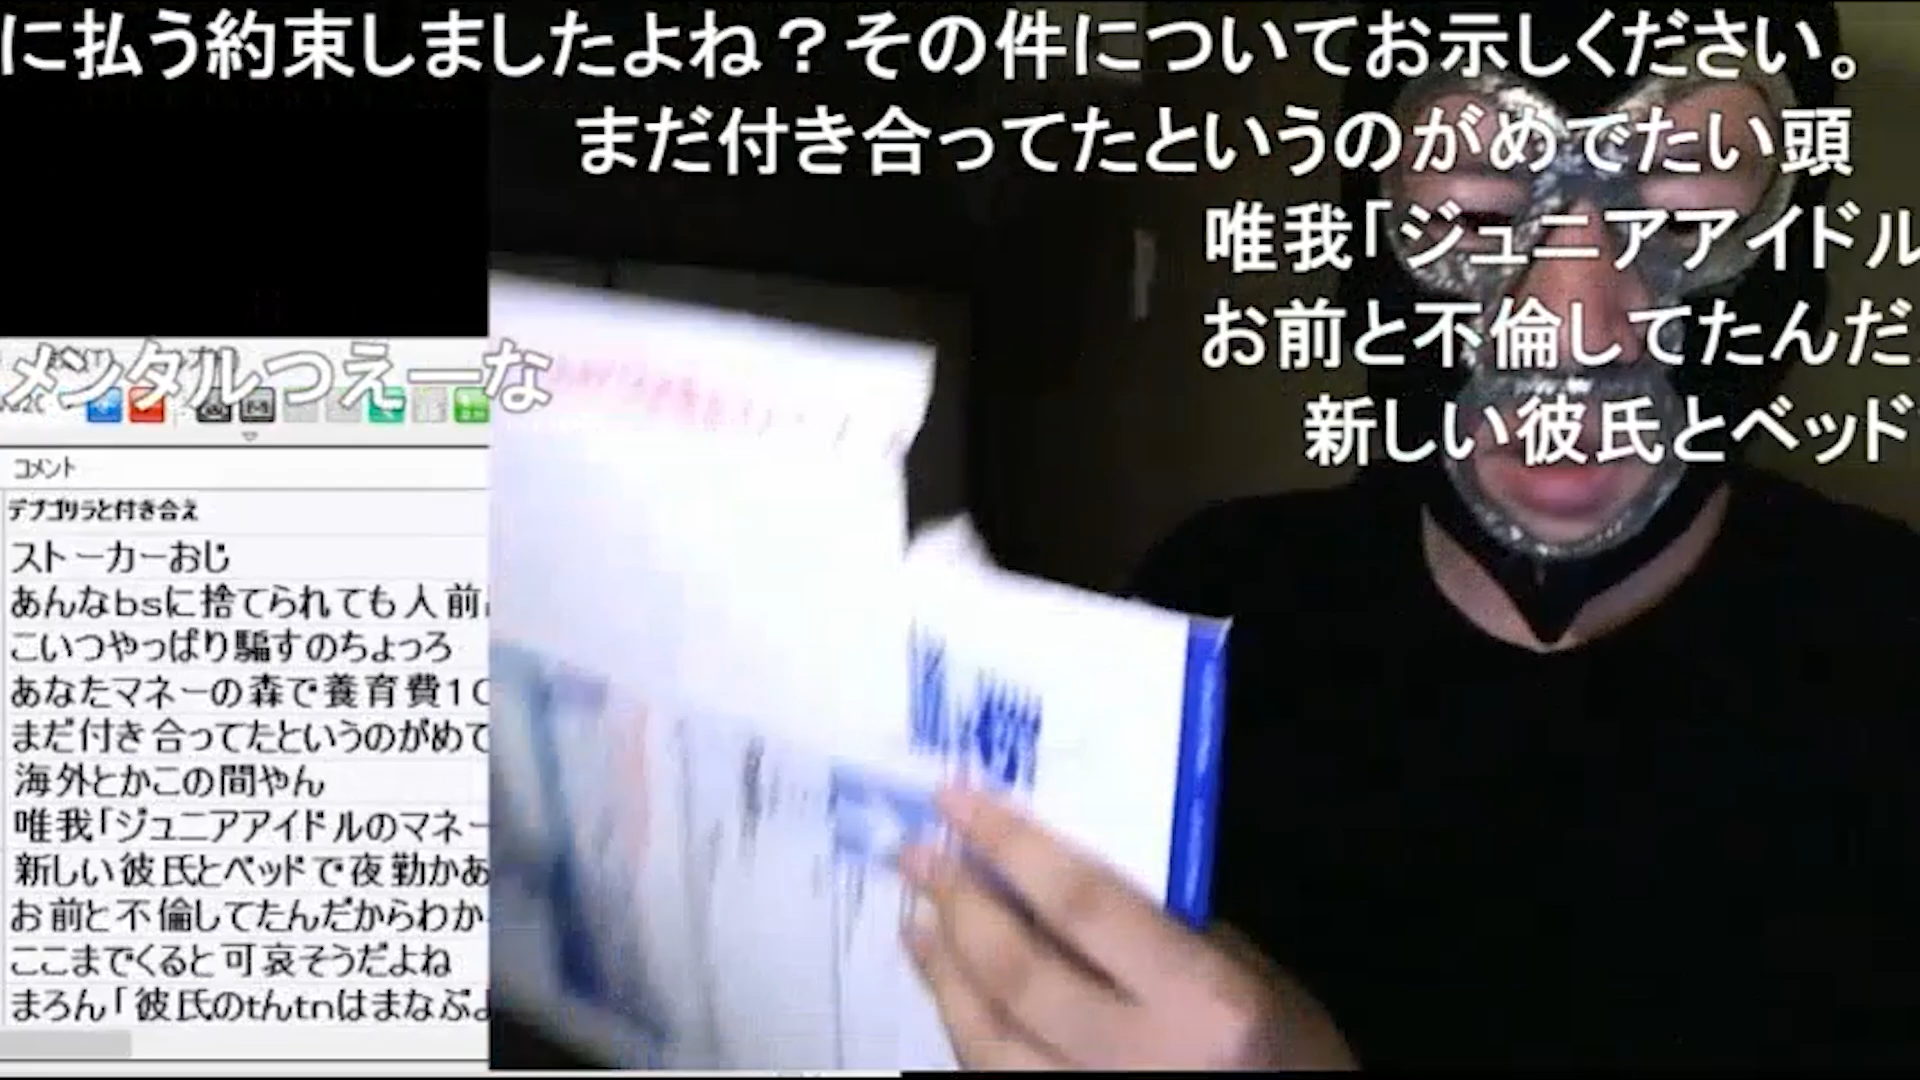 に払う約束しましたよね？その件についてお示しください。
まだ付き合ってたというのがめでたい頭
唯我「ジュニアアイドル
お前と不倫してたんだ
新しい彼氏とベッド
メンタルつえーな
コメント
デブゴリラと付き合え
ストーカーおじ
あんなbsに捨てられても人前
こいつやっぱり騙すのちょっろ
あなたマネーの森で養育費1
まだ付き合ってたというのがめで
海外とかこの間やん
唯我「ジュニアアイドルのマネー
新しい彼氏とベッドで夜勤かあ
お前と不倫してたんだからわか
ここまでくると可哀そうだよね
まろん「彼氏のtんtnはまなぶ